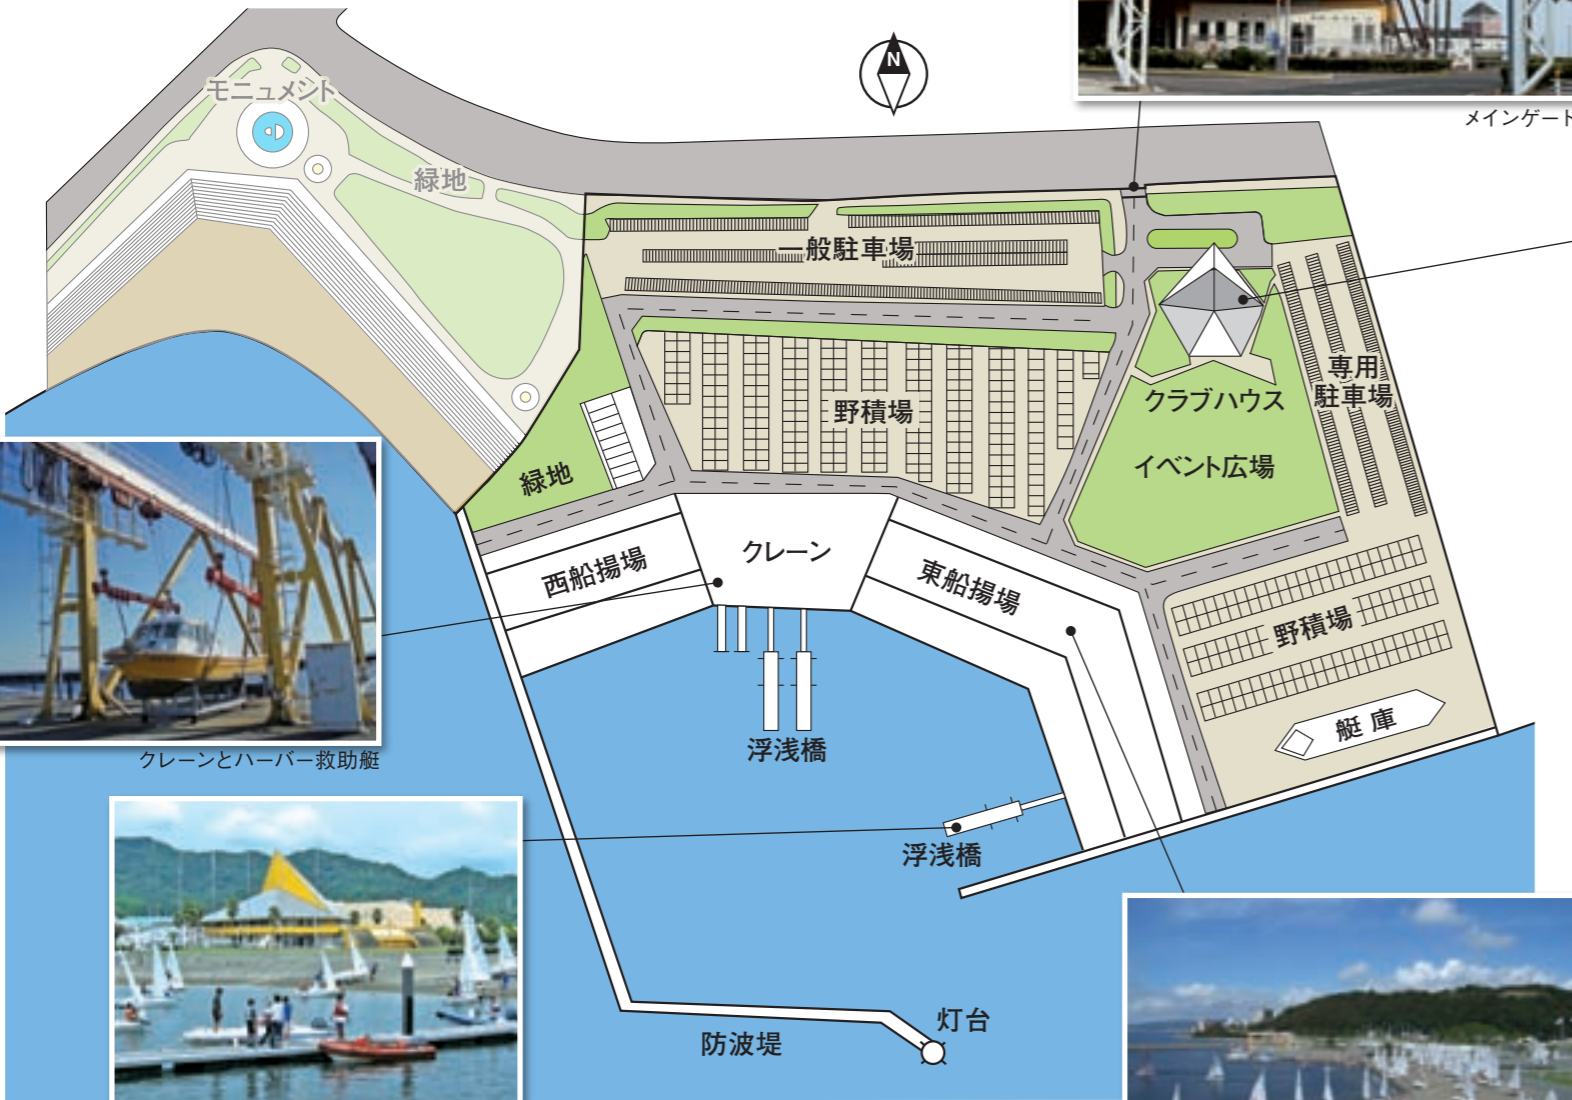 N
メインゲート
モニュメント
緑地
一般駐車場
専用
駐車場
クラブハウス
野積場
イベント広場
緑地
クレーン
西船揚場
東船揚場
野積場
艇庫
浮浅橋
クレーンとハーバー救助艇
浮浅橋
灯台
防波堤